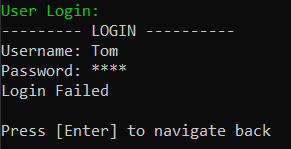 User Login:
--------- LOGIN ----------
Username: Tom
Password: ****
Login Failed
Press [Enter] to navigate back